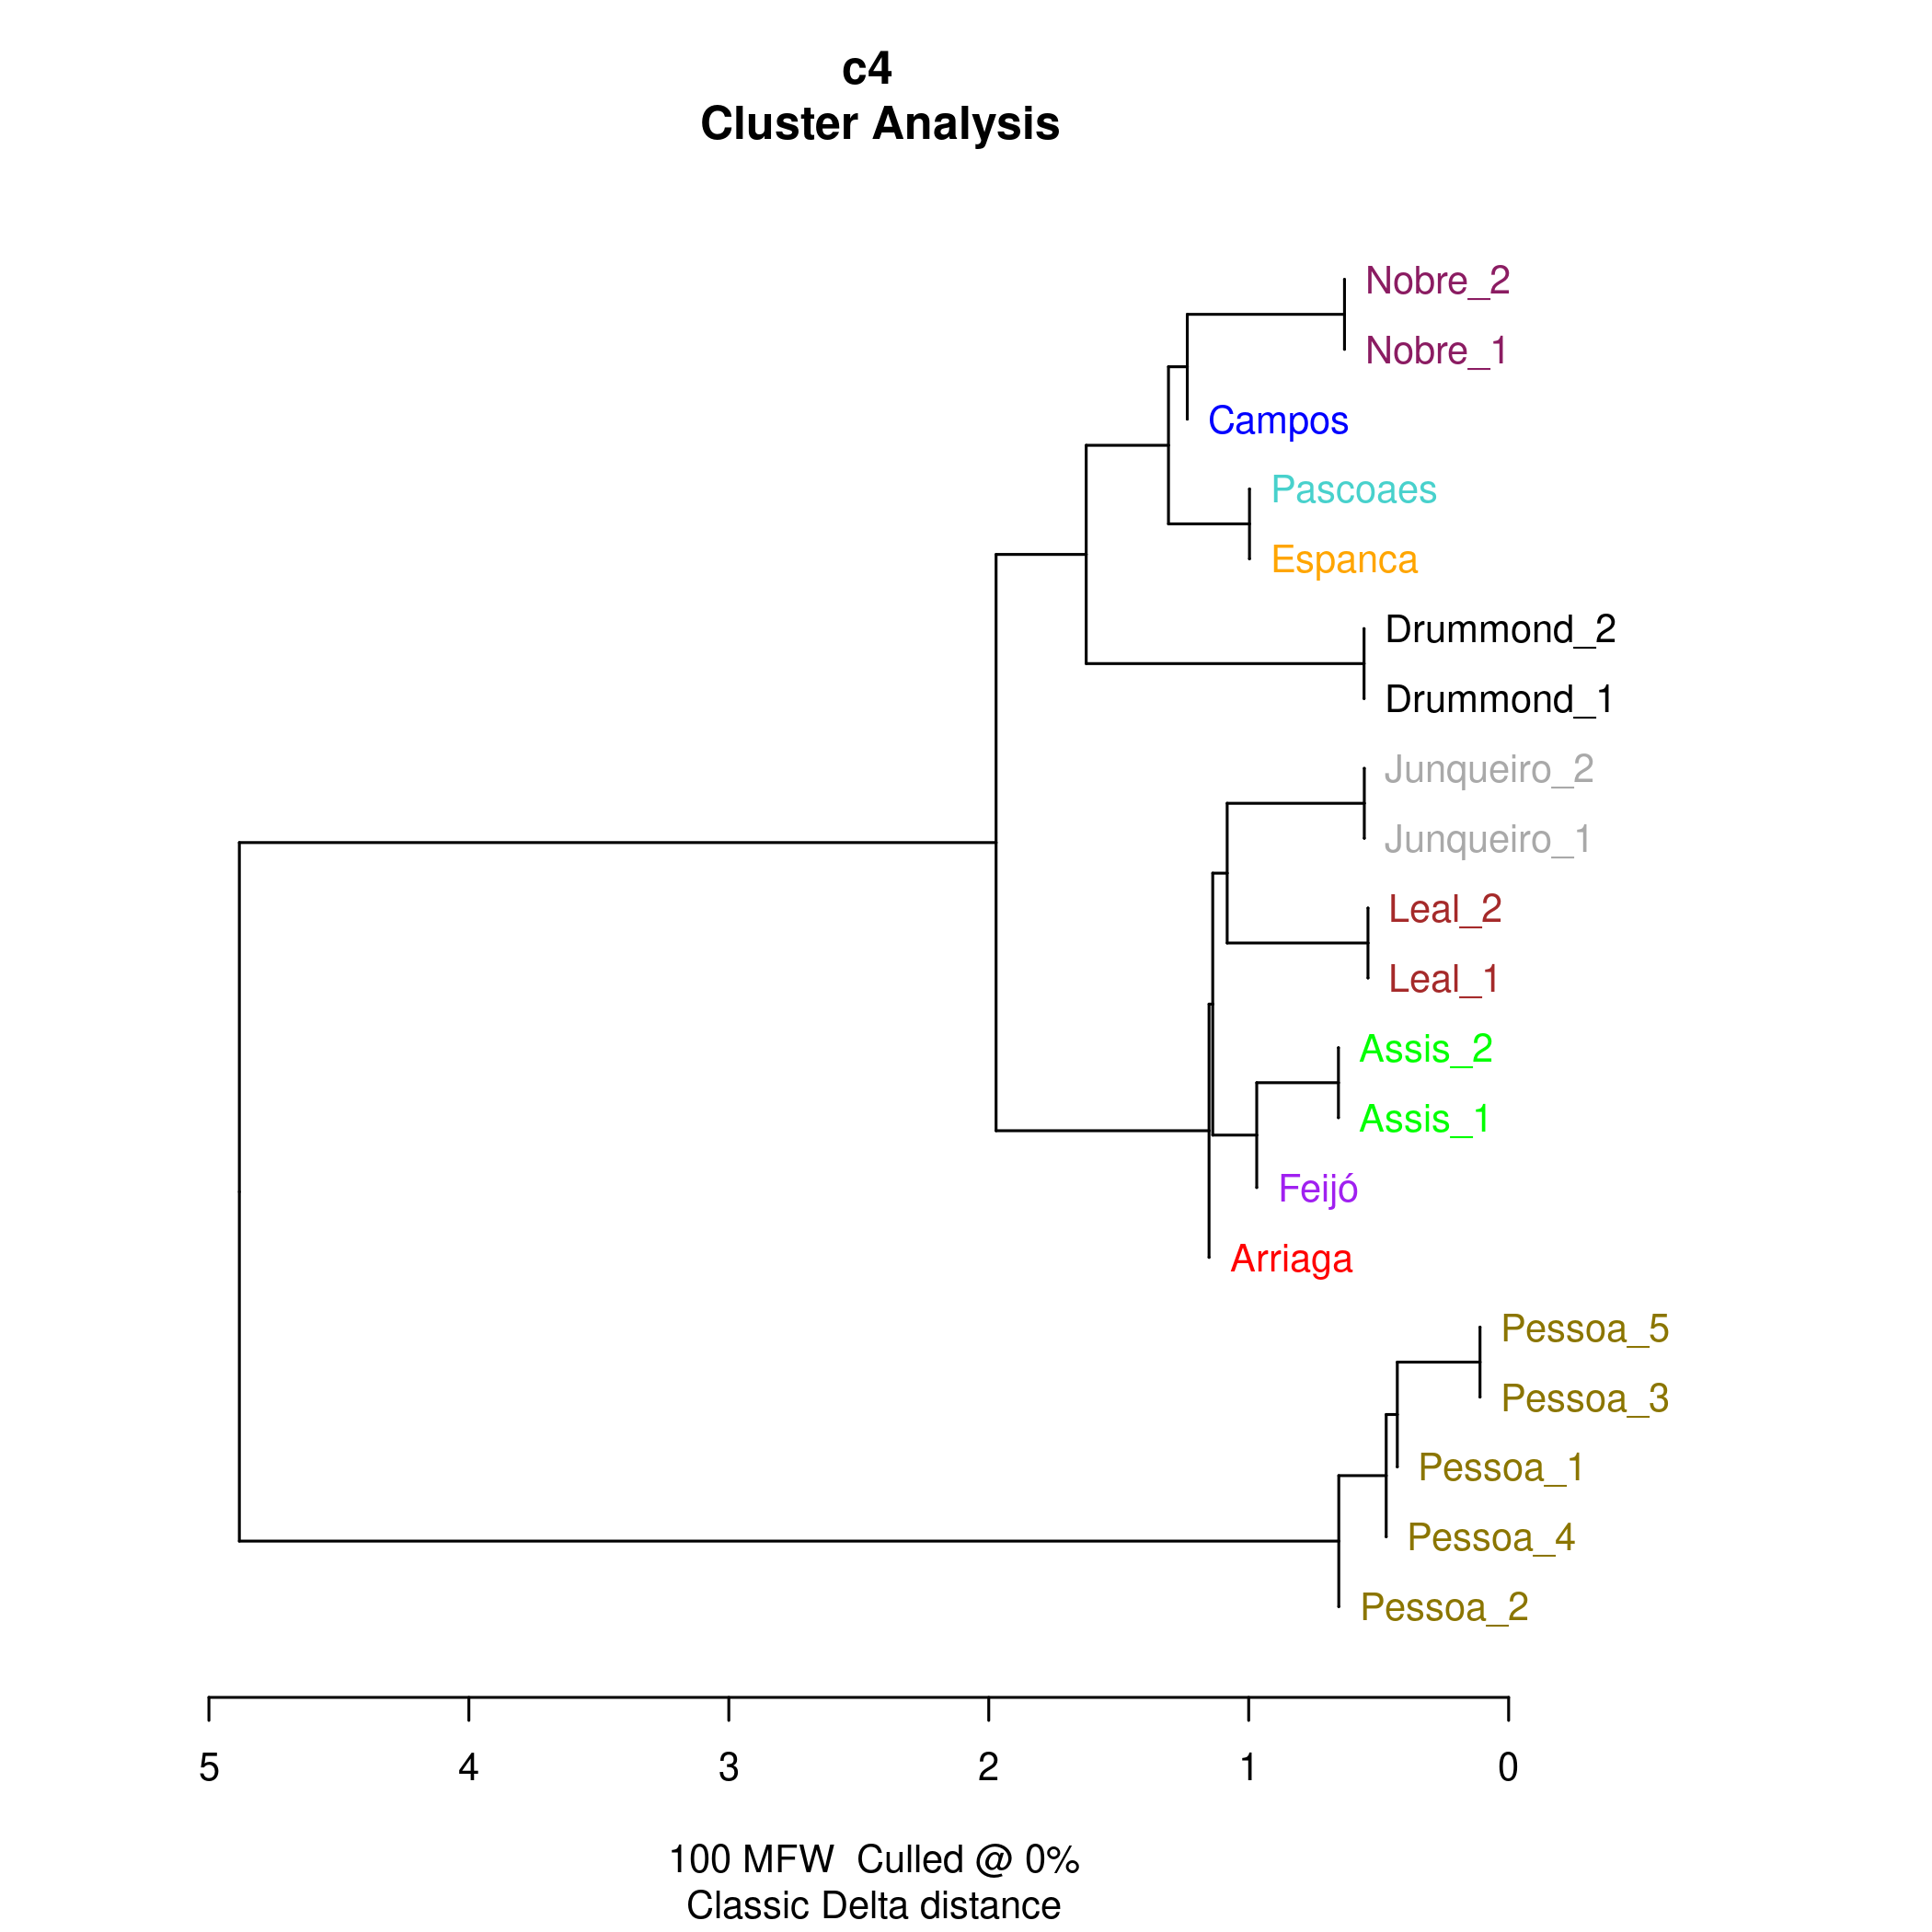 c4
Cluster Analysis
Nobre_2
Nobre_1
Campos
Pascoaes
Espanca
Drummond_2
Drummond_1
Junqueiro_2
Junqueiro_1
Leal_2
Leal_1
Assis_2
Assis_1
Feijó
Arriaga
Pessoa_5
Pessoa_3
Pessoa_1
Pessoa_4
Pessoa_2
5 4 3 2 1 0
100 MFW  Culled @ 0%
Classic Delta distance